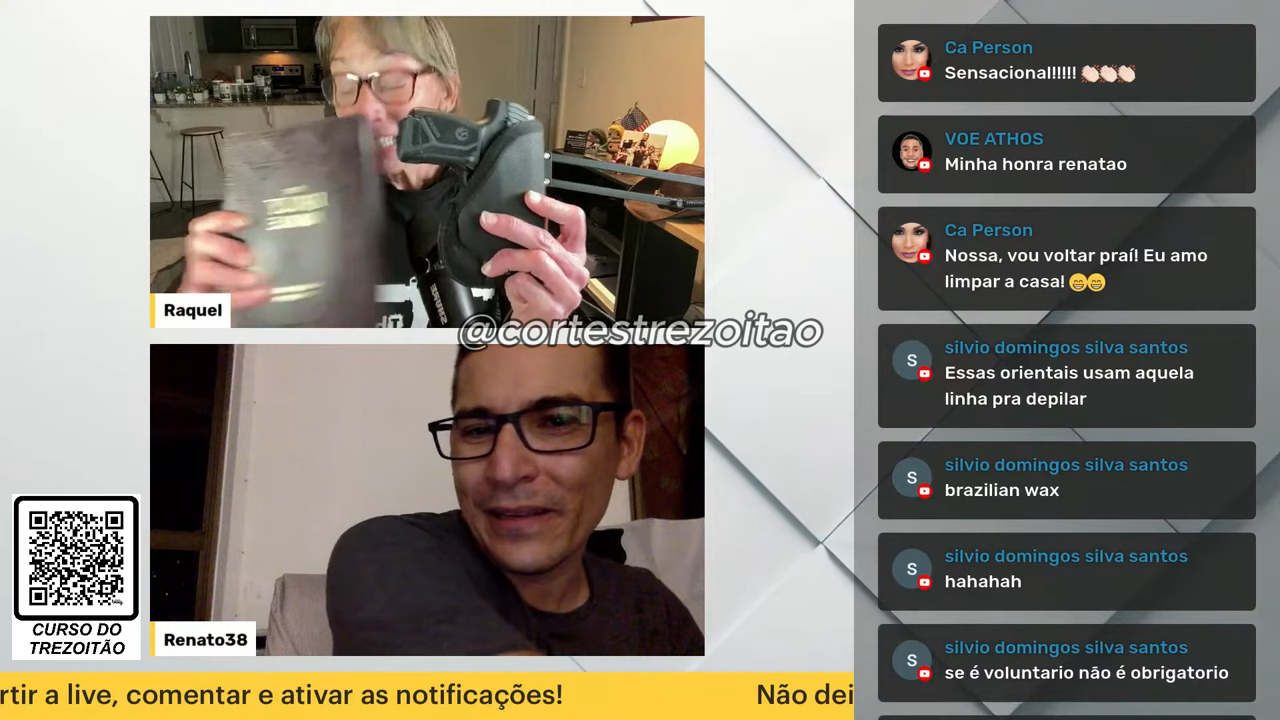 Raquel
@cortestrezoitao
Renato38
CURSO DO
TREZOITÃO
rtir a live, comentar e ativar as notificações!
Não dei
Ca Person
Sensacional!!!!! 👏🏻👏🏻👏🏻
VOE ATHOS
Minha honra renatao
Ca Person
Nossa, vou voltar praí! Eu amo
limpar a casa! 😁😁
S
silvio domingos silva santos
Essas orientais usam aquela
linha pra depilar
S
silvio domingos silva santos
brazilian wax
S
silvio domingos silva santos
hahahah
S
silvio domingos silva santos
se é voluntario não é obrigatorio